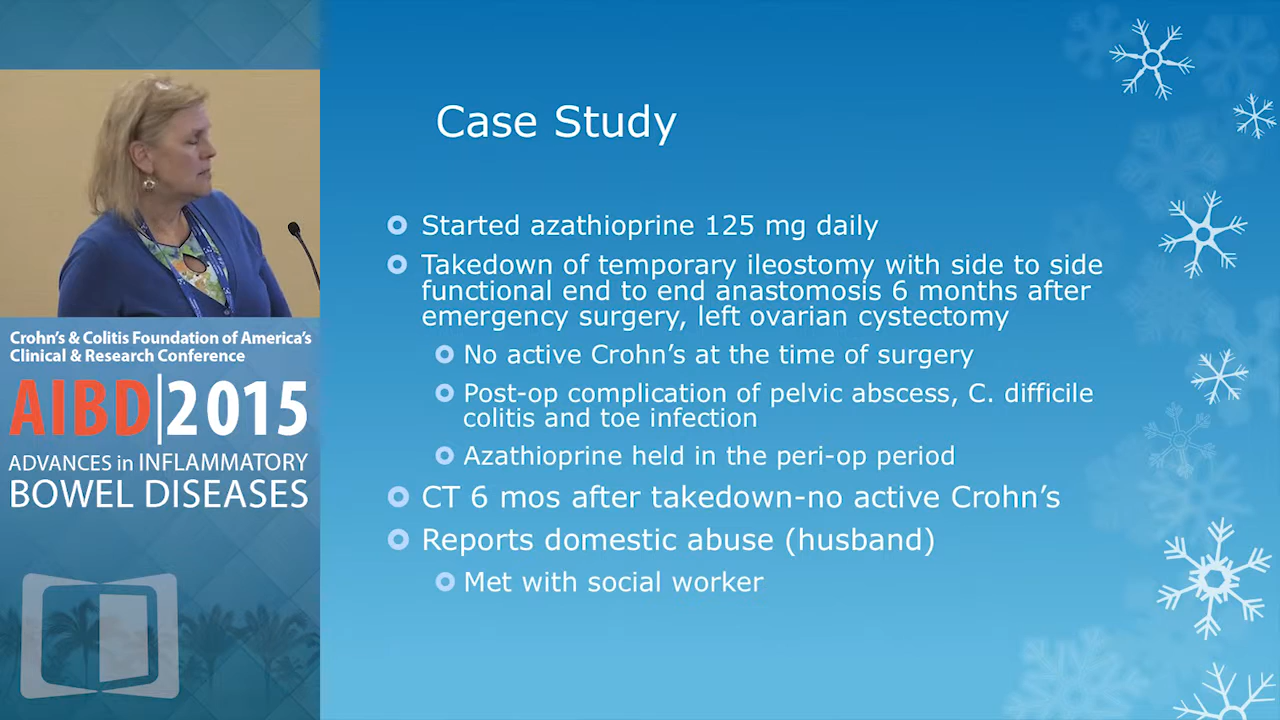 Case Study
Started azathioprine 125 mg daily
Takedown of temporary ileostomy with side to side
functional end to end anastomosis 6 months after
emergency surgery, left ovarian cystectomy
No active Crohn's at the time of surgery
Post-op complication of pelvic abscess, C. difficile
colitis and toe infection
Azathioprine held in the peri-op period
CT 6 mos after takedown-no active Crohn's
Reports domestic abuse (husband)
Met with social worker
Crohn's & Colitis Foundation of America's
Clinical & Research Conference
AIBD|2015
ADVANCES in INFLAMMATORY
BOWEL DISEASES